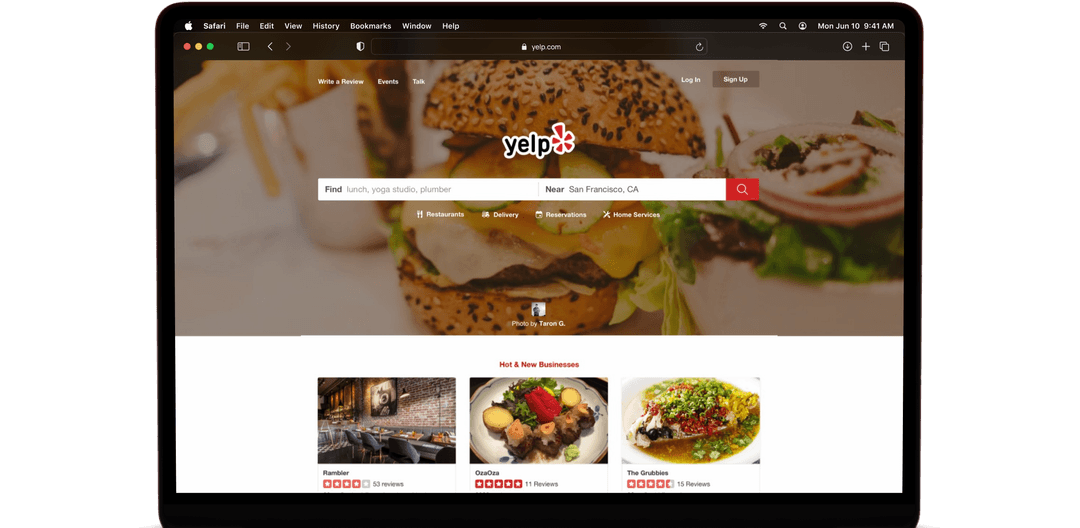 Safari File Edit View History Bookmarks Window Help Mon Jun 10 9:41 AM
yelp.com
Write a Review Events Talk Log In Sign Up
yelp
Find lunch, yoga studio, plumber Near San Francisco, CA
Restaurants Delivery Reservations Home Services
Photo by Taron G.
Hot & New Businesses
Rambler OzaOza The Grubbies
53 reviews 11 Reviews 15 Reviews